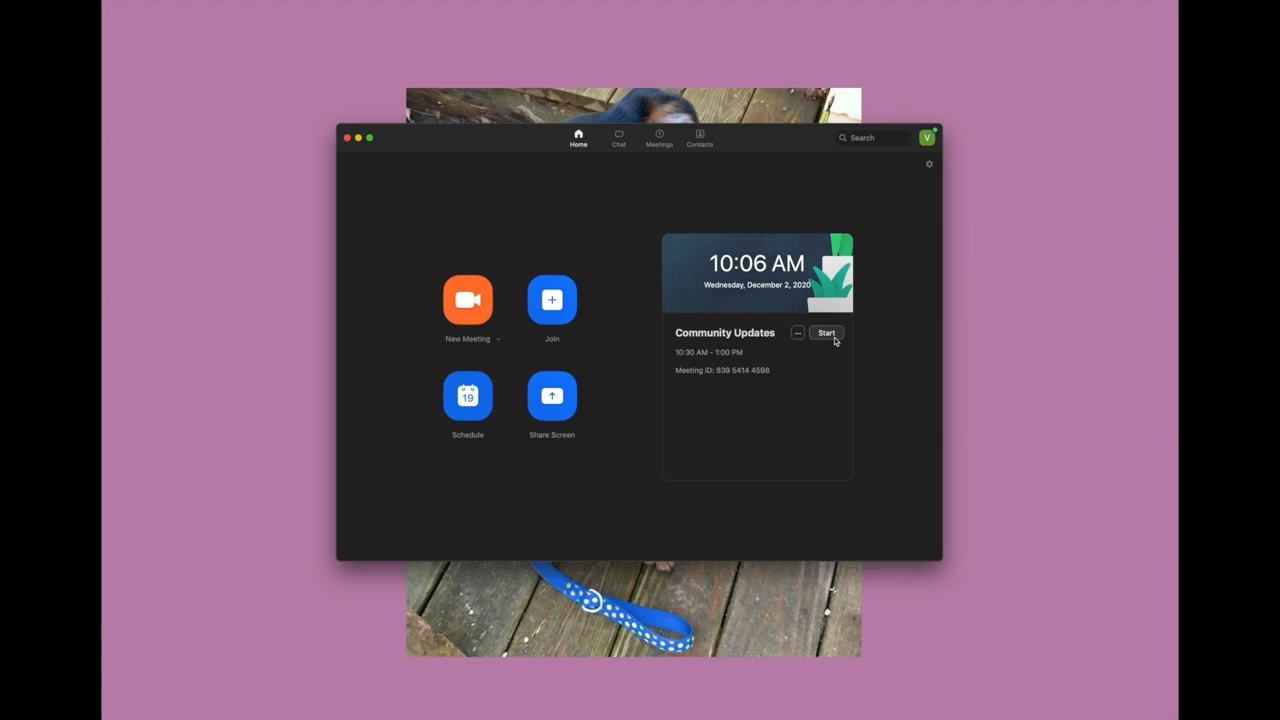 Home
Chat
Meetings
Contacts
Search
V
10:06 AM
Wednesday, December 2, 2020
New Meeting
Join
Community Updates
...
Start
10:30 AM - 1:00 PM
Meeting ID: 839 5414 4598
19
Schedule
Share Screen